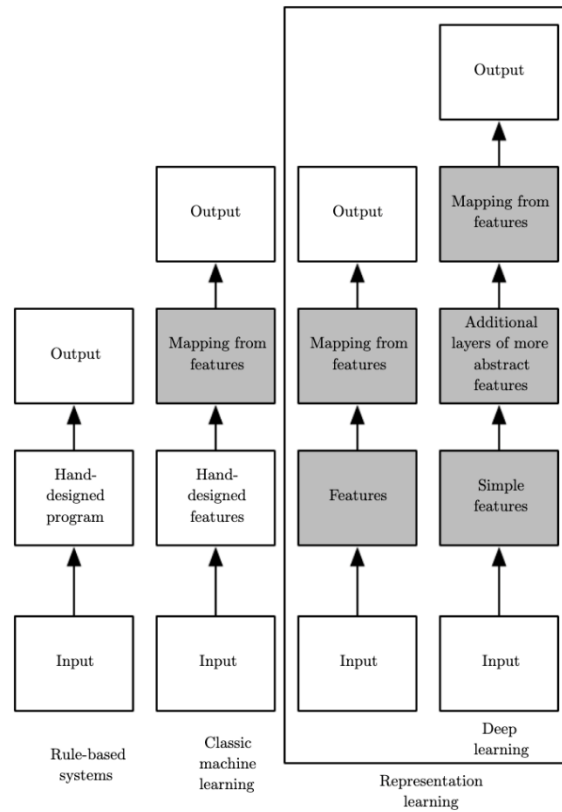 Output
Output
Mapping from
features
Output
Output
Mapping from
features
Mapping from
features
Additional
layers of more
abstract
features
Hand-
designed
program
Hand-
designed
features
Features
Simple
features
Input
Input
Input
Input
Rule-based
systems
Classic
machine
learning
Deep
learning
Representation
learning